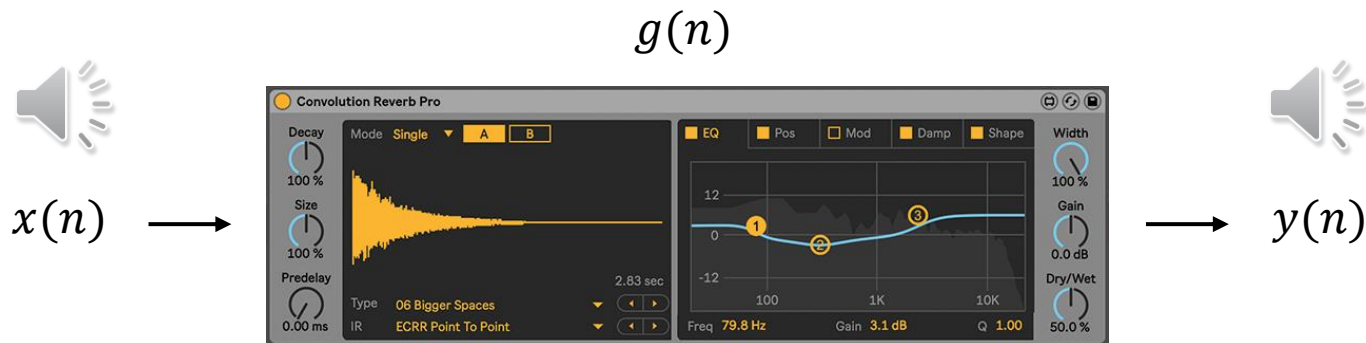 g(n)
Convolution Reverb Pro
Decay
100 %
Size
100 %
Predelay
0.00 ms
Mode Single A B
2.83 sec
Type 06 Bigger Spaces
IR ECRR Point To Point
EQ Pos Mod Damp Shape
12
0
-12
1
2
3
100 1K 10K
Freq 79.8 Hz Gain 3.1 dB Q 1.00
Width
100 %
Gain
0.0 dB
Dry/Wet
50.0 %
x(n)
y(n)